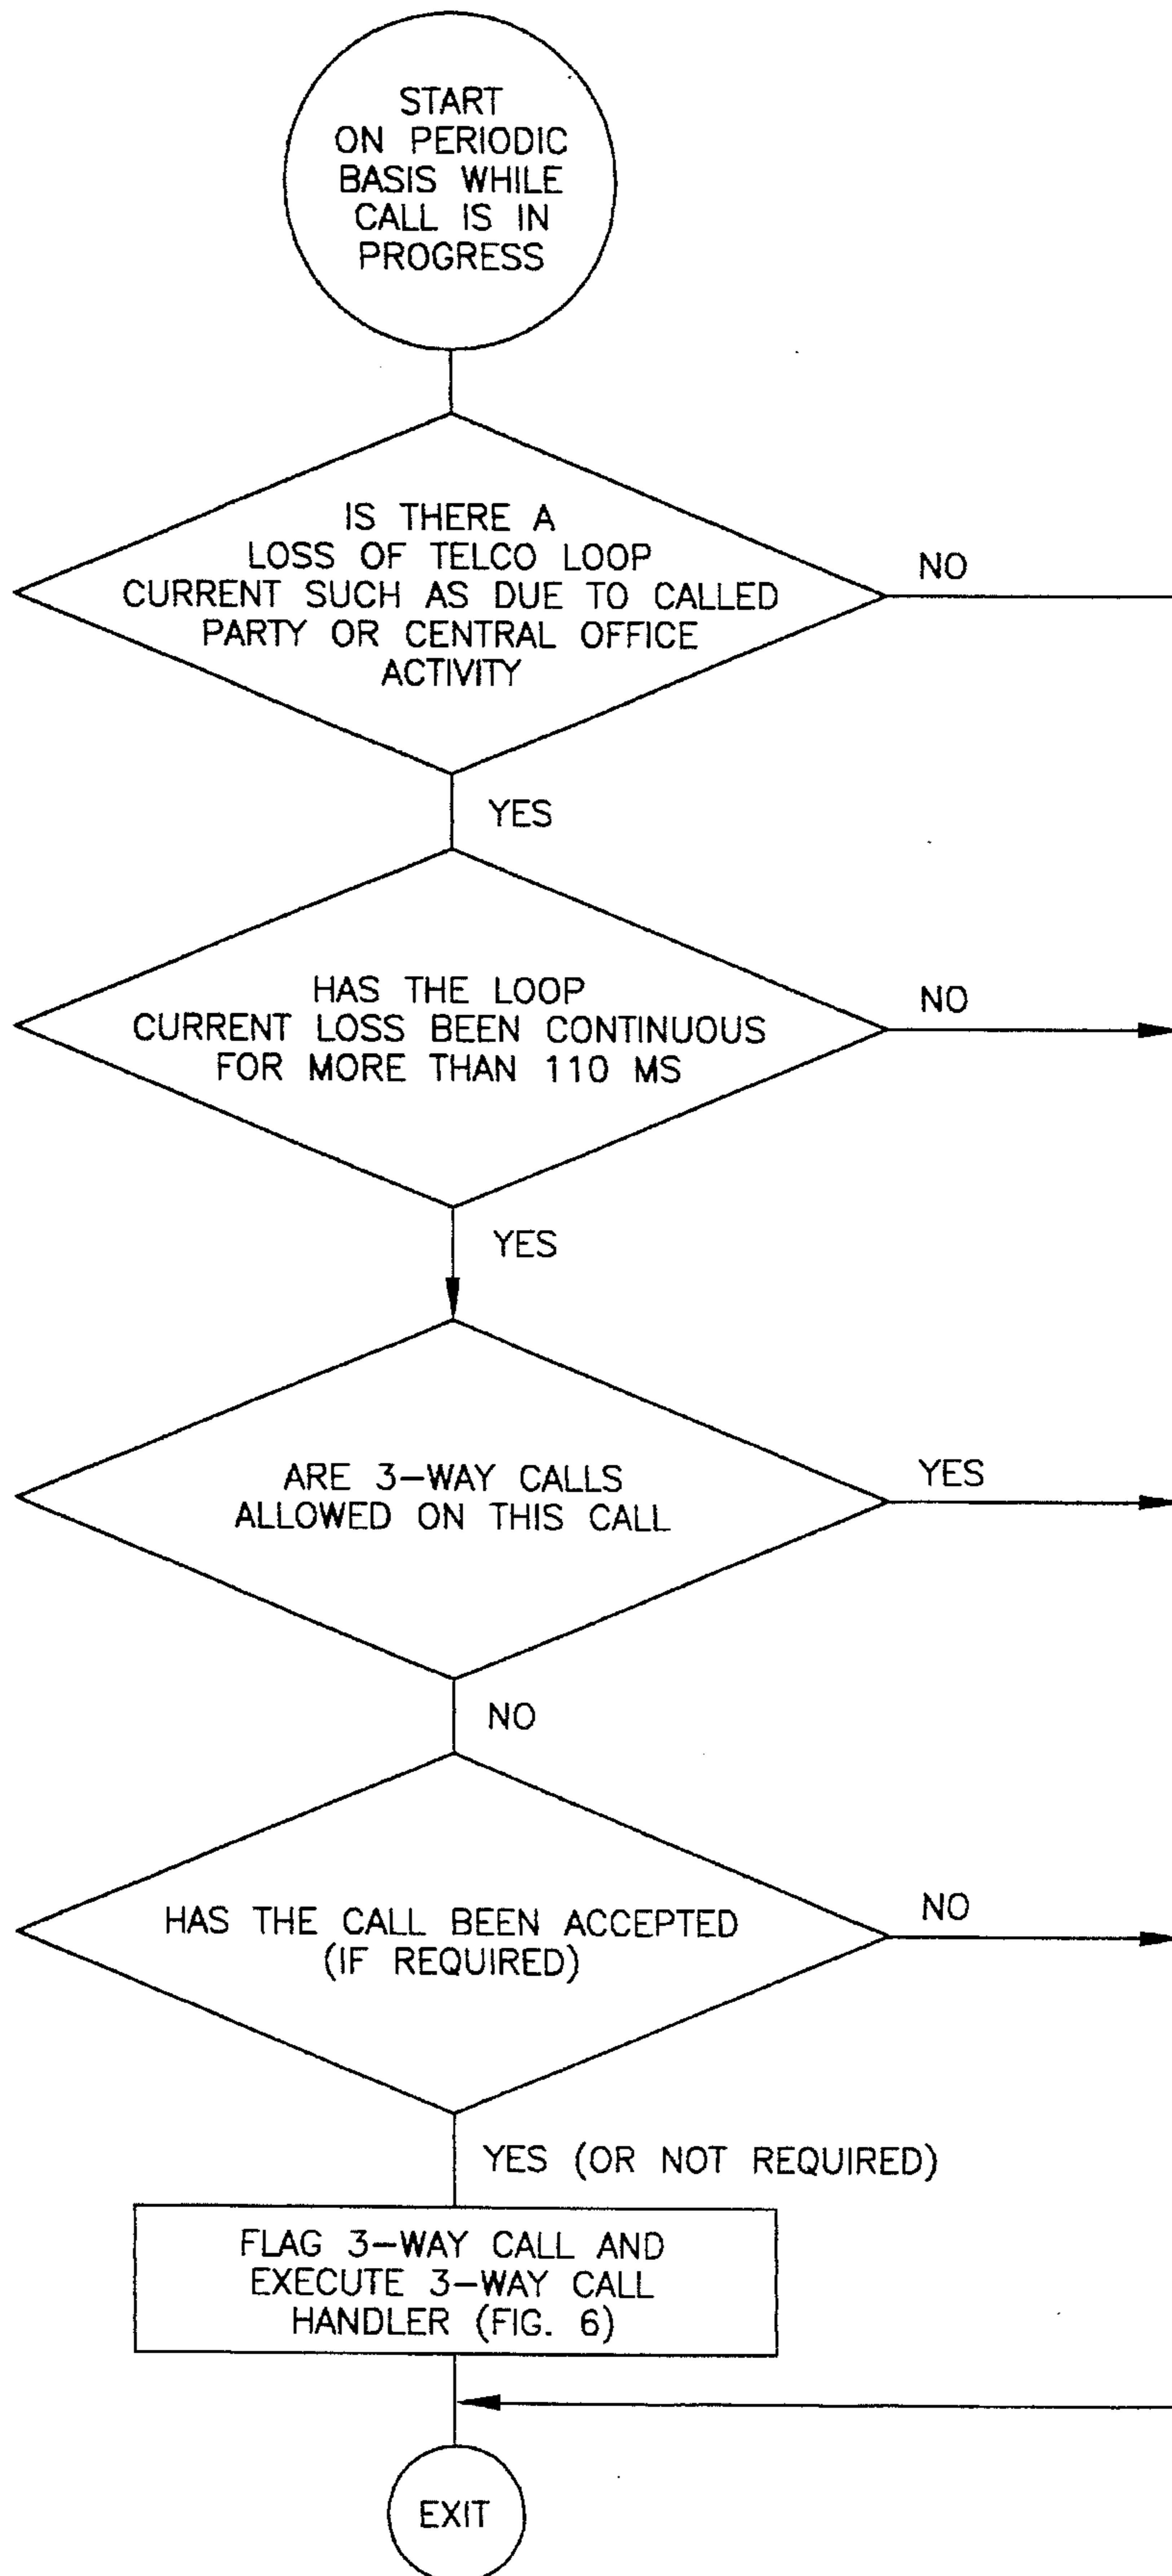 START
ON PERIODIC
BASIS WHILE
CALL IS IN
PROGRESS
IS THERE A
LOSS OF TELCO LOOP
CURRENT SUCH AS DUE TO CALLED
PARTY OR CENTRAL OFFICE
ACTIVITY
NO
YES
HAS THE LOOP
CURRENT LOSS BEEN CONTINUOUS
FOR MORE THAN 110 MS
NO
YES
ARE 3-WAY CALLS
ALLOWED ON THIS CALL
YES
NO
HAS THE CALL BEEN ACCEPTED
(IF REQUIRED)
NO
YES (OR NOT REQUIRED)
FLAG 3-WAY CALL AND
EXECUTE 3-WAY CALL
HANDLER (FIG. 6)
EXIT